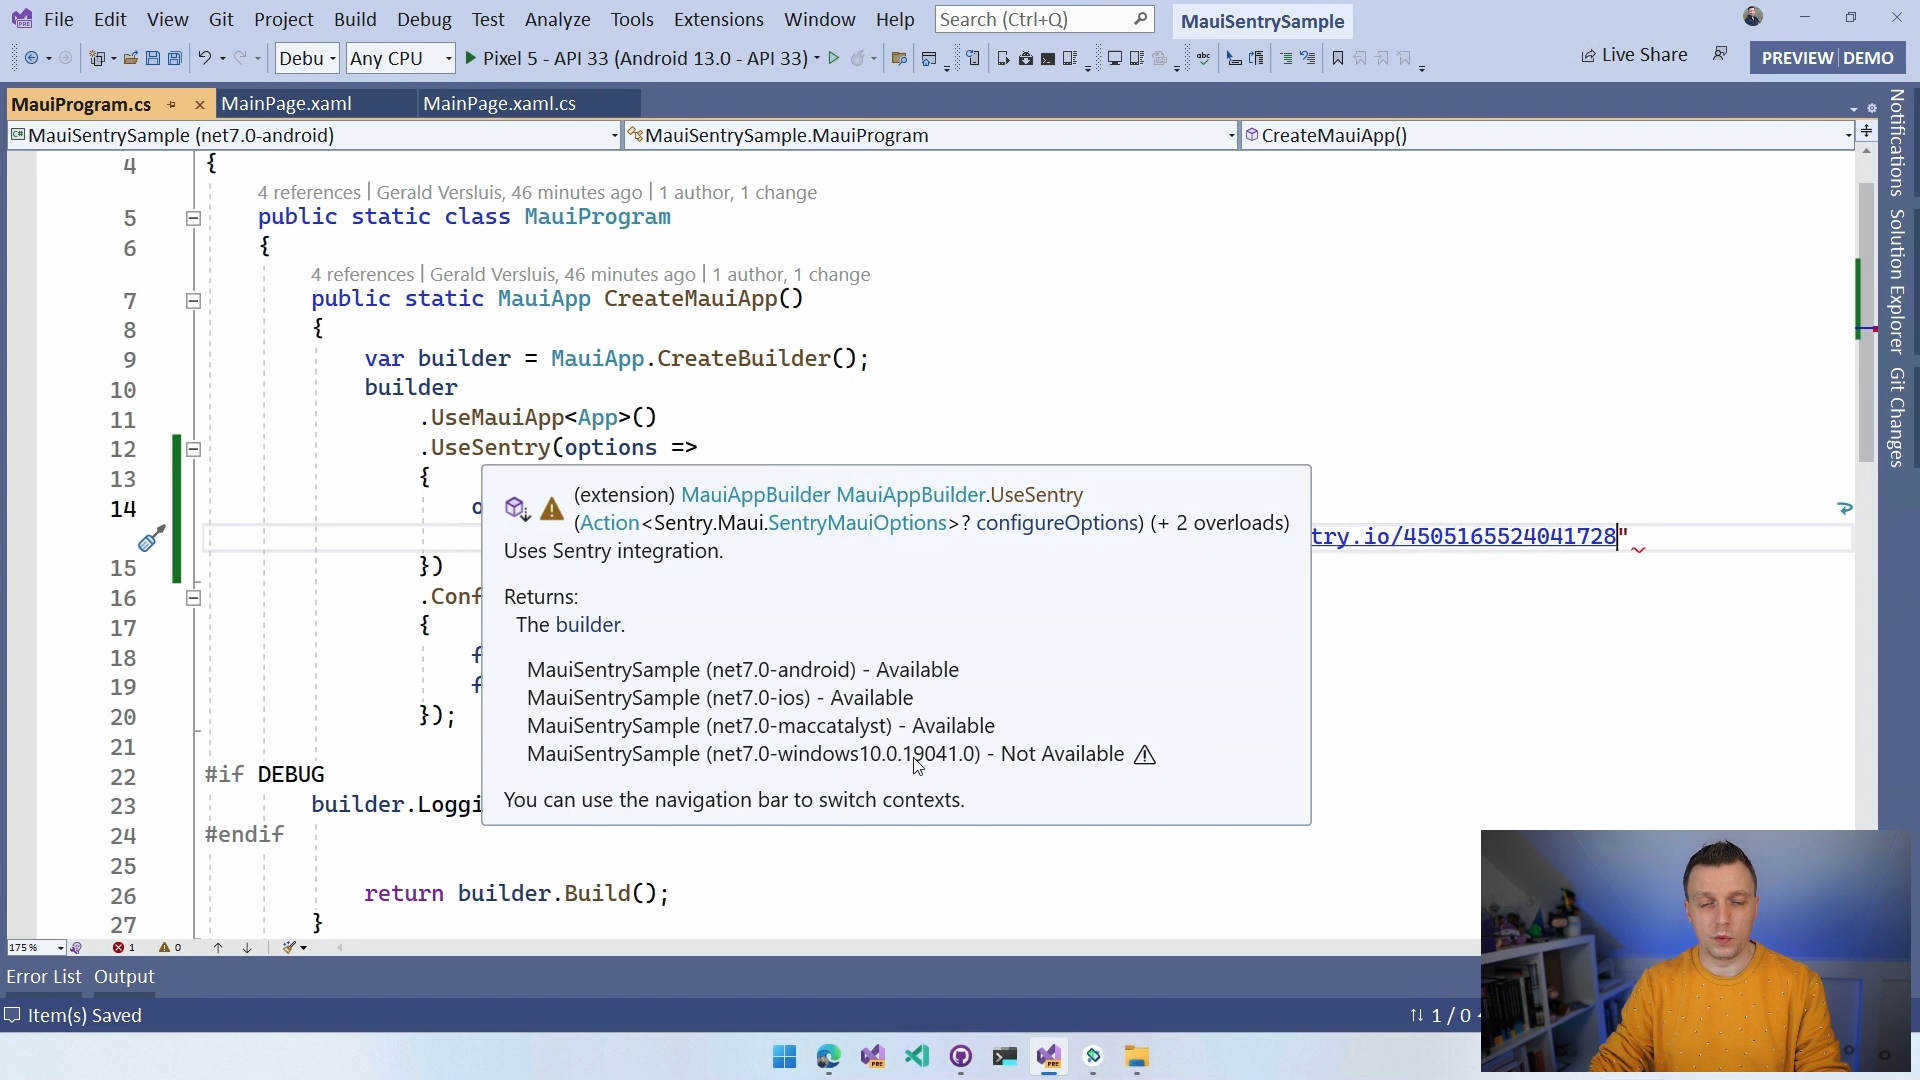 File Edit View Git Project Build Debug Test Analyze Tools Extensions Window Help Search (Ctrl+Q) MauiSentrySample
Debu Any CPU Pixel 5 - API 33 (Android 13.0 - API 33) Live Share PREVIEW DEMO
MauiProgram.cs MainPage.xaml MainPage.xaml.cs
MauiSentrySample (net7.0-android) MauiSentrySample.MauiProgram CreateMauiApp()
4 {
4 references | Gerald Versluis, 46 minutes ago | 1 author, 1 change
5 public static class MauiProgram
6 {
4 references | Gerald Versluis, 46 minutes ago | 1 author, 1 change
7 public static MauiApp CreateMauiApp()
8 {
9 var builder = MauiApp.CreateBuilder();
10 builder
11 .UseMauiApp<App>()
12 .UseSentry(options =>
13 {
14 o
try.io/4505165524041728"
15 })
16 .Conf
17 {
18 f
19 f
20 });
21
22 #if DEBUG
23 builder.Loggi
24 #endif
25
26 return builder.Build();
27 }
(extension) MauiAppBuilder MauiAppBuilder.UseSentry
(Action<Sentry.Maui.SentryMauiOptions>? configureOptions) (+ 2 overloads)
Uses Sentry integration.
Returns:
The builder.
MauiSentrySample (net7.0-android) - Available
MauiSentrySample (net7.0-ios) - Available
MauiSentrySample (net7.0-maccatalyst) - Available
MauiSentrySample (net7.0-windows10.0.19041.0) - Not Available
You can use the navigation bar to switch contexts.
Notifications
Solution Explorer
Git Changes
175 % 1 0
Error List Output
Item(s) Saved 1 / 0